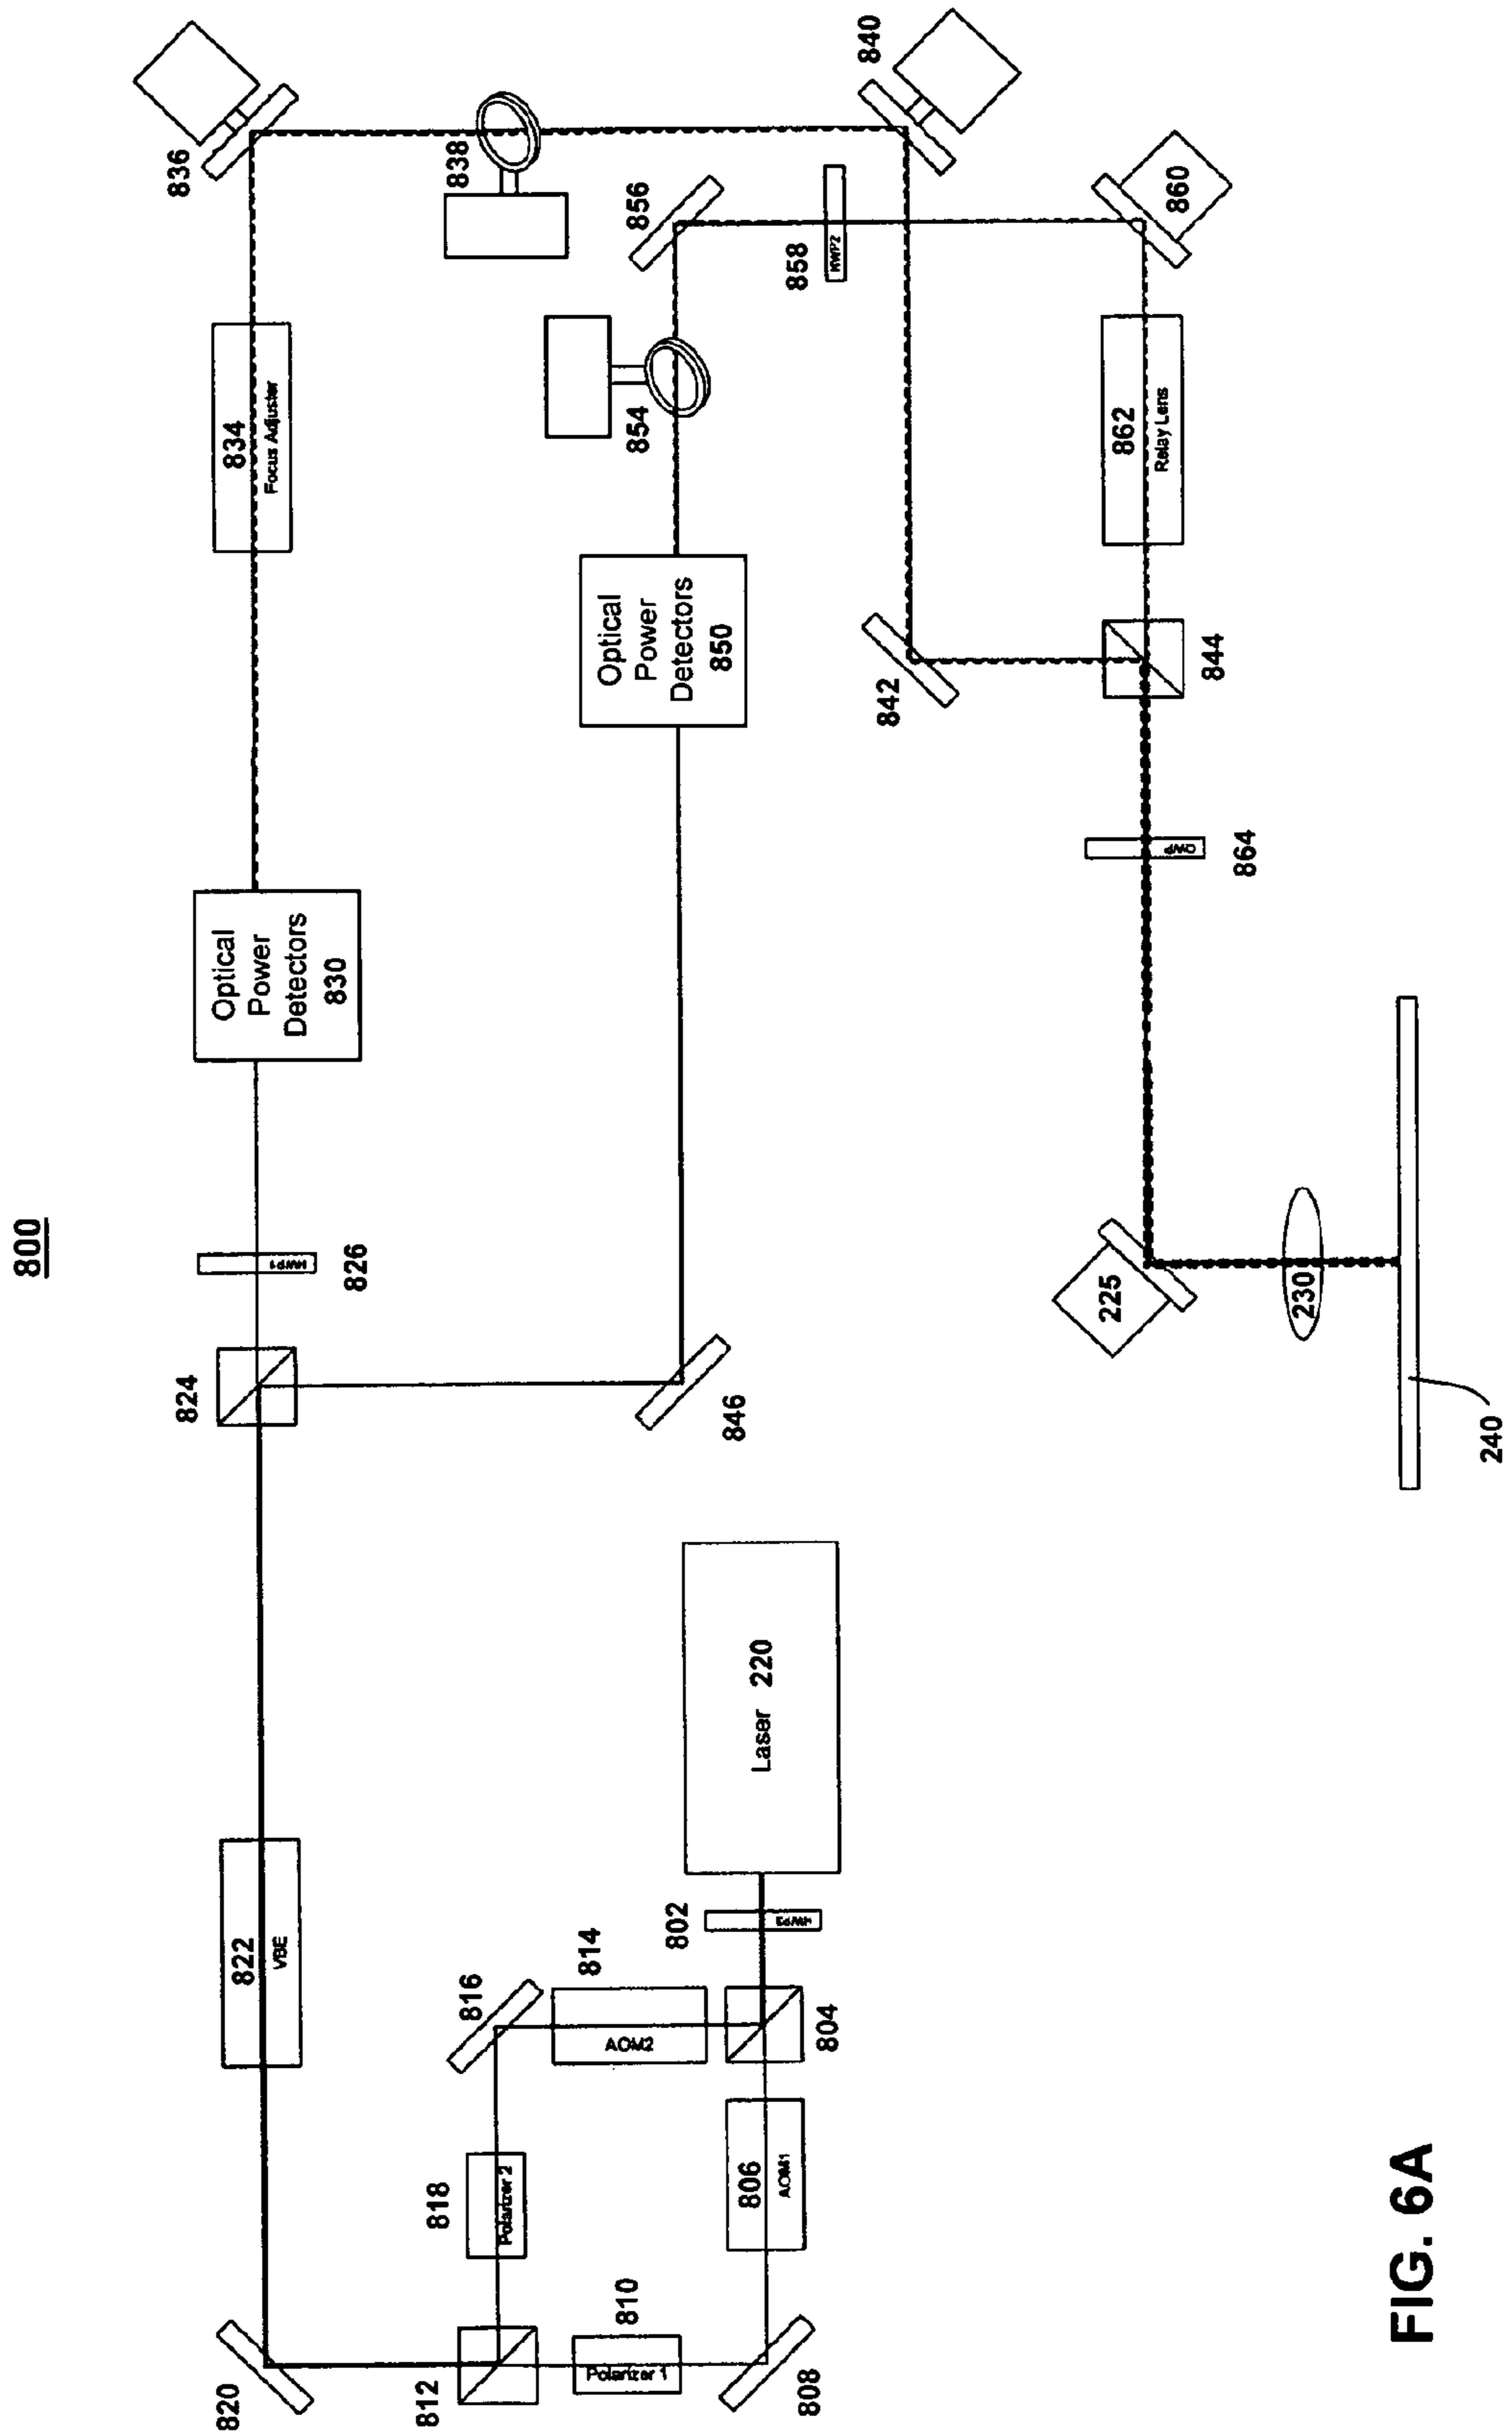 800
836
834
Focus Adjuster
Optical
Power
Detectors
830
HWP1
826
824
822
VBE
820
838
840
856
854
858
HWP2
860
Optical
Power
Detectors
850
842
862
Relay Lens
844
846
864
QWP
225
230
240
Laser 220
802
HWP3
804
814
AOM2
816
818
Polarizer 2
806
AOM1
812
810
Polarizer 1
808
FIG. 6A